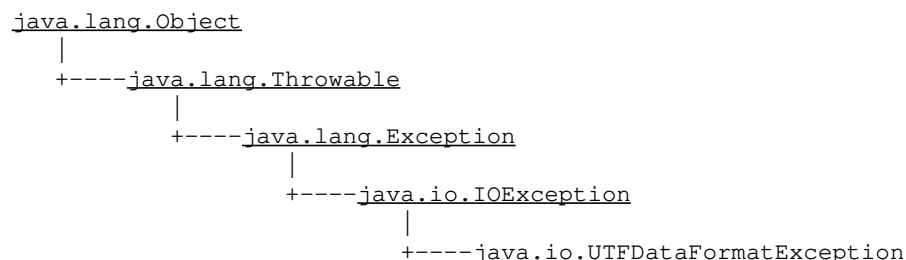 java.lang.Object
|
+----java.lang.Throwable
|
+----java.lang.Exception
|
+----java.io.IOException
|
+----java.io.UTFDataFormatException